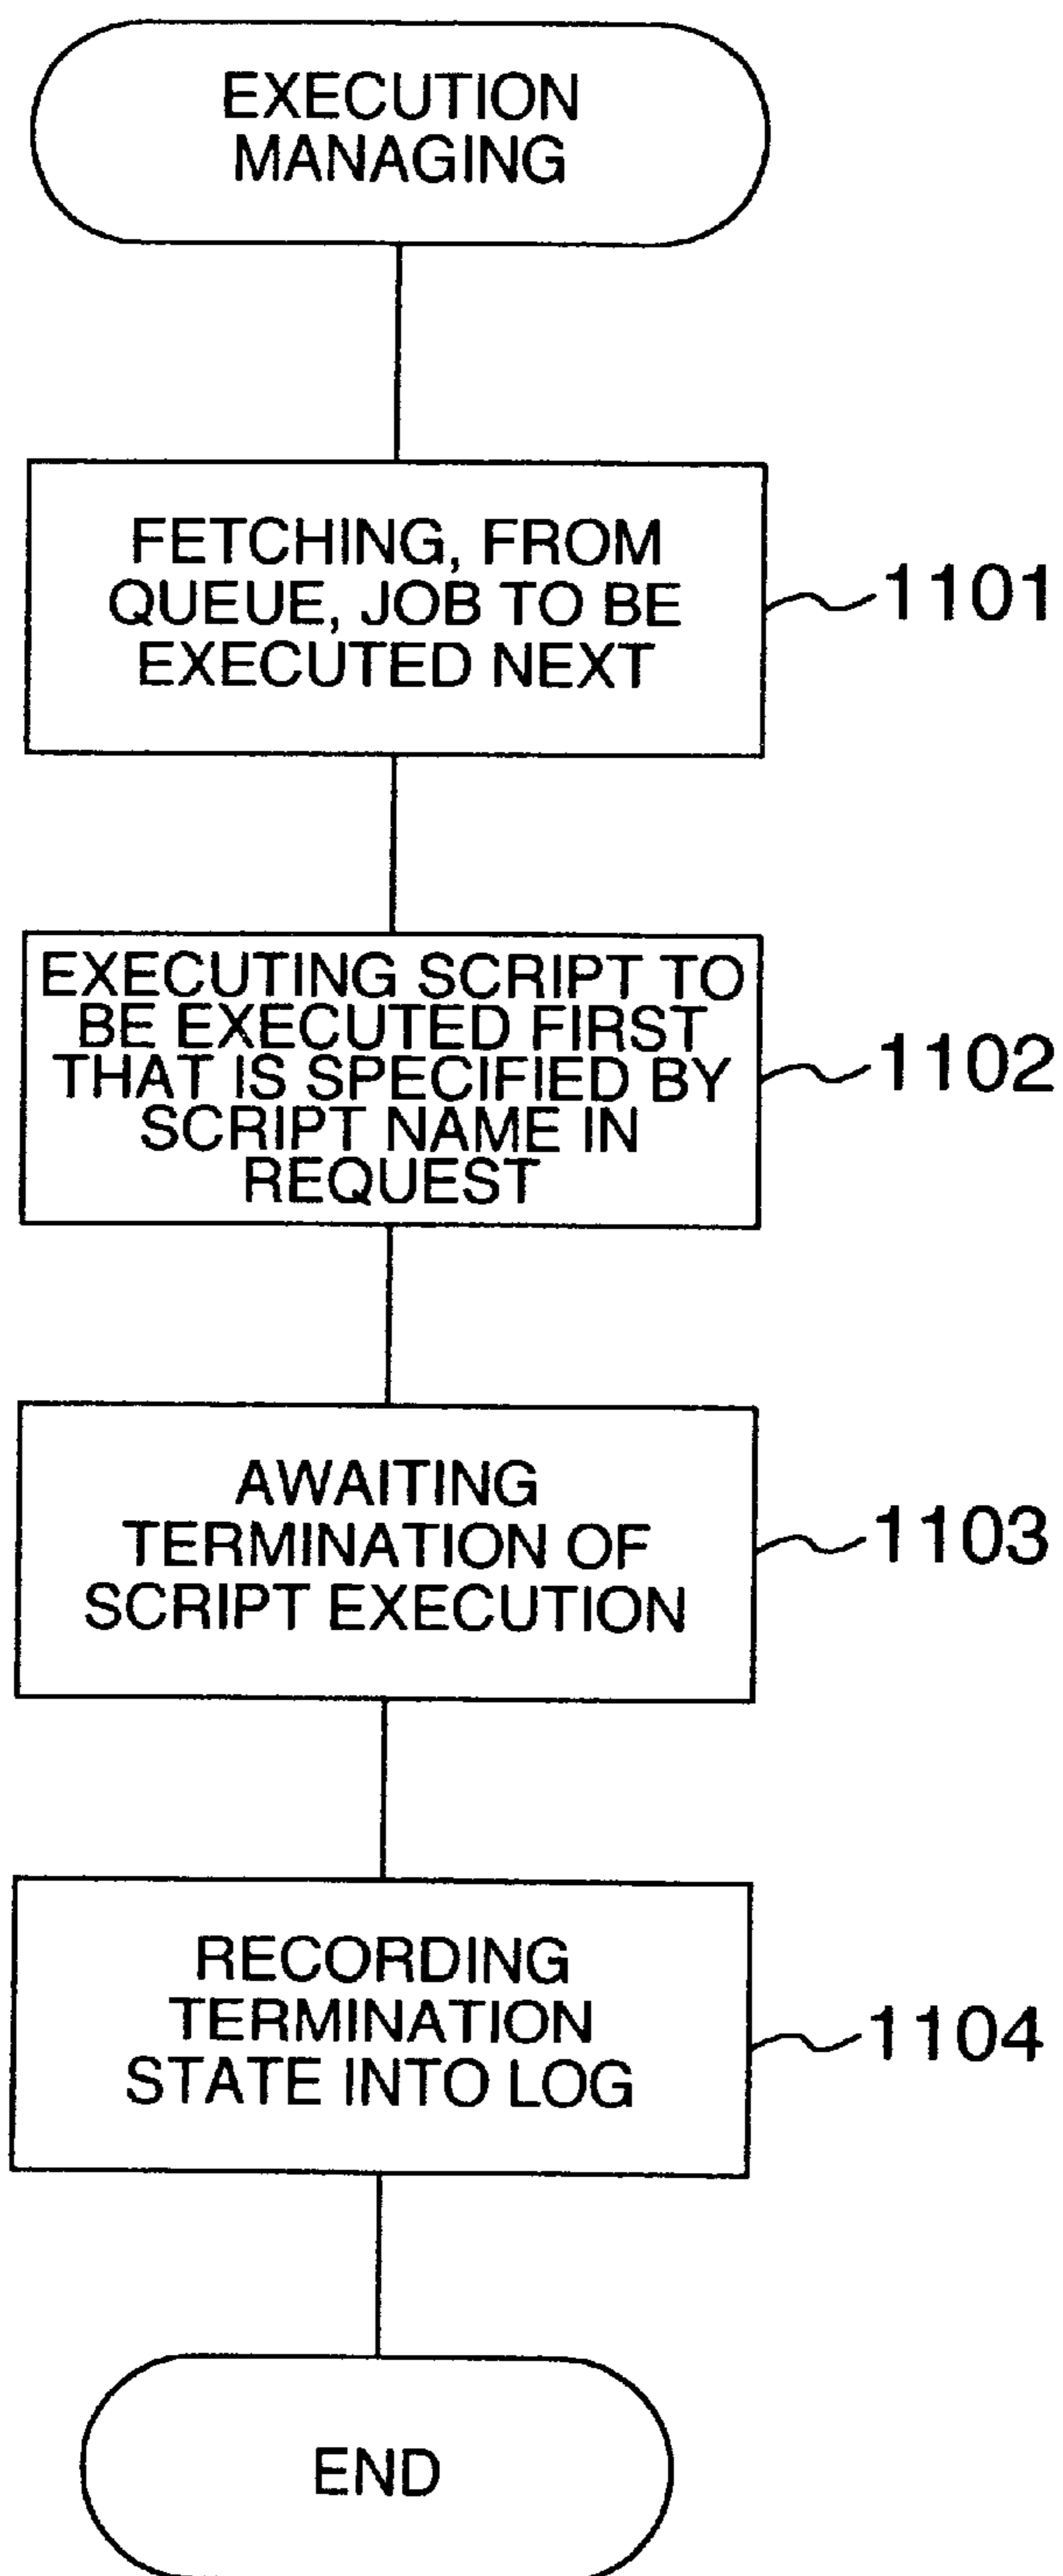 EXECUTION
MANAGING
FETCHING, FROM
QUEUE, JOB TO BE
EXECUTED NEXT
1101
EXECUTING SCRIPT TO
BE EXECUTED FIRST
THAT IS SPECIFIED BY
SCRIPT NAME IN
REQUEST
1102
AWAITING
TERMINATION OF
SCRIPT EXECUTION
1103
RECORDING
TERMINATION
STATE INTO LOG
1104
END